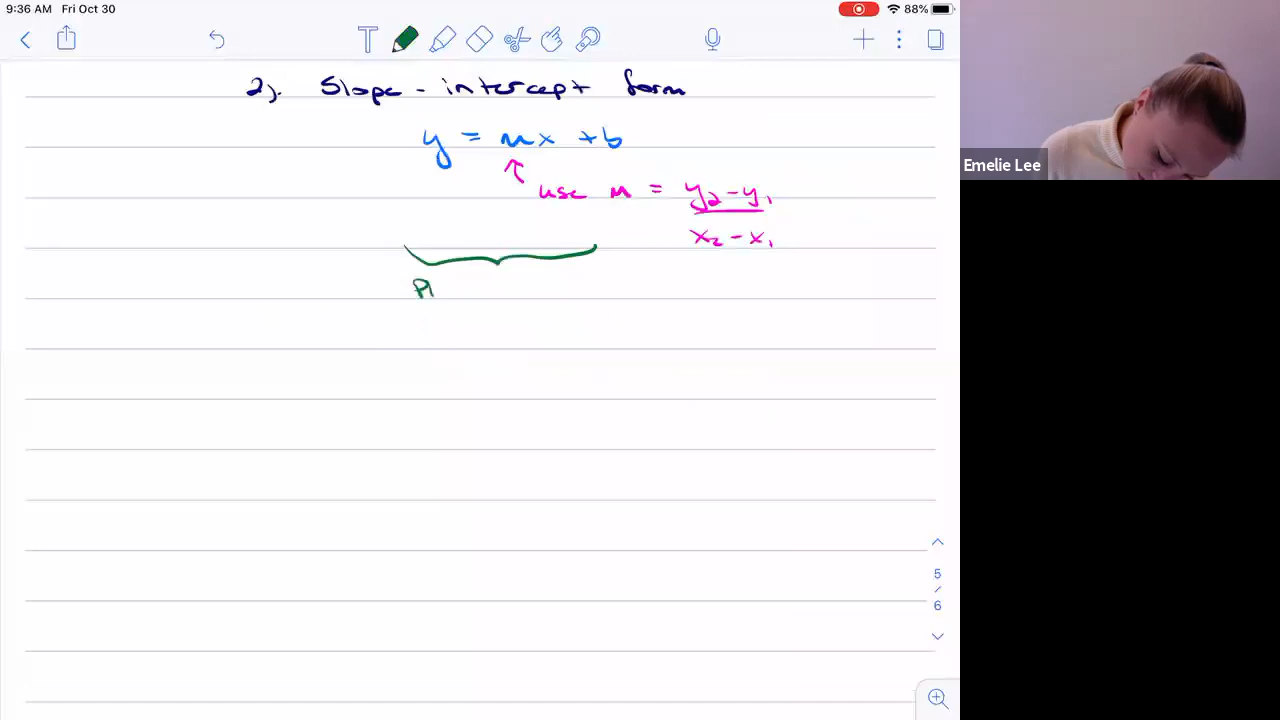 9:36 AM Fri Oct 30
88%
T
2). Slope - intercept form
y = mx + b
use m = y₂ - y₁
x₂ - x₁
Pl
5
/
6
Emelie Lee